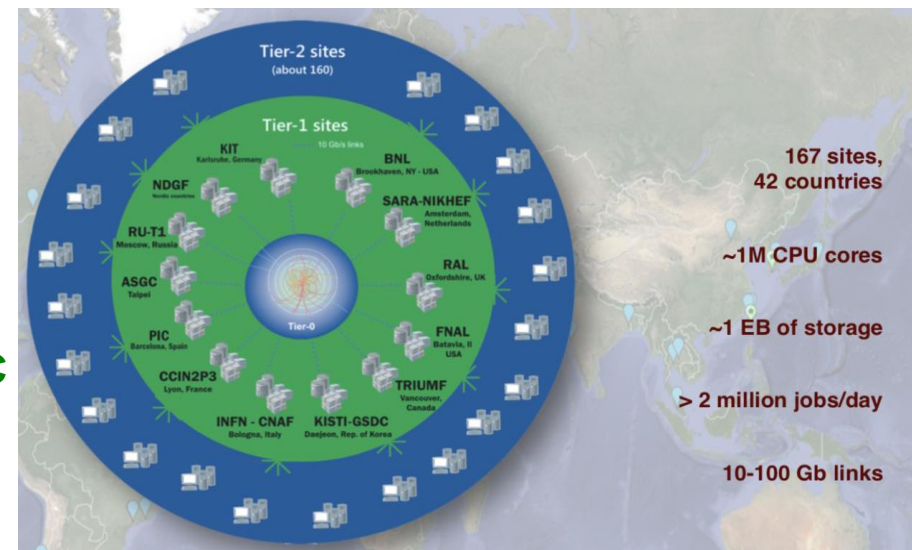 Tier-2 sites
(about 160)
Tier-1 sites
10 Gb/s links
KIT
Karlsruhe, Germany
BNL
Brookhaven, NY - USA
NDGF
Nordic countries
SARA-NIKHEF
Amsterdam,
Netherlands
RU-T1
Moscow, Russia
RAL
Oxfordshire, UK
ASGC
Taipei
Tier-0
PIC
Barcelona, Spain
FNAL
Batavia, Il
USA
CCIN2P3
Lyon, France
TRIUMF
Vancouver,
Canada
INFN - CNAF
Bologna, Italy
KISTI-GSDC
Daejeon, Rep. of Korea
167 sites,
42 countries
~1M CPU cores
~1 EB of storage
> 2 million jobs/day
10-100 Gb links